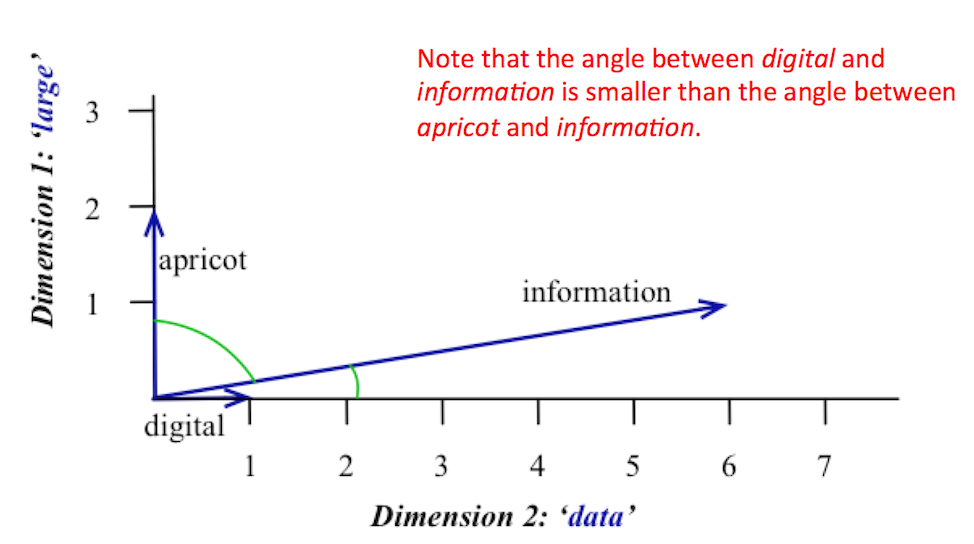 Note that the angle between digital and
information is smaller than the angle between
apricot and information.
Dimension 1: ‘large’
3
2
1
apricot
information
digital
1 2 3 4 5 6 7
Dimension 2: ‘data’